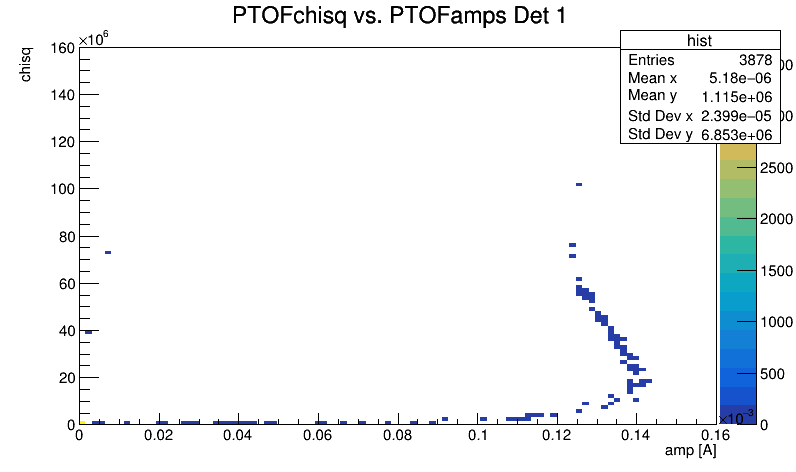 PTOFchisq vs. PTOFamps Det 1
×10⁶
chisq
160
140
120
100
80
60
40
20
0
hist
Entries 3878
Mean x 5.18e−06
Mean y 1.115e+06
Std Dev x 2.399e−05
Std Dev y 6.853e+06
2500
2000
1500
1000
500
0
×10⁻³
0 0.02 0.04 0.06 0.08 0.1 0.12 0.14 0.16
amp [A]